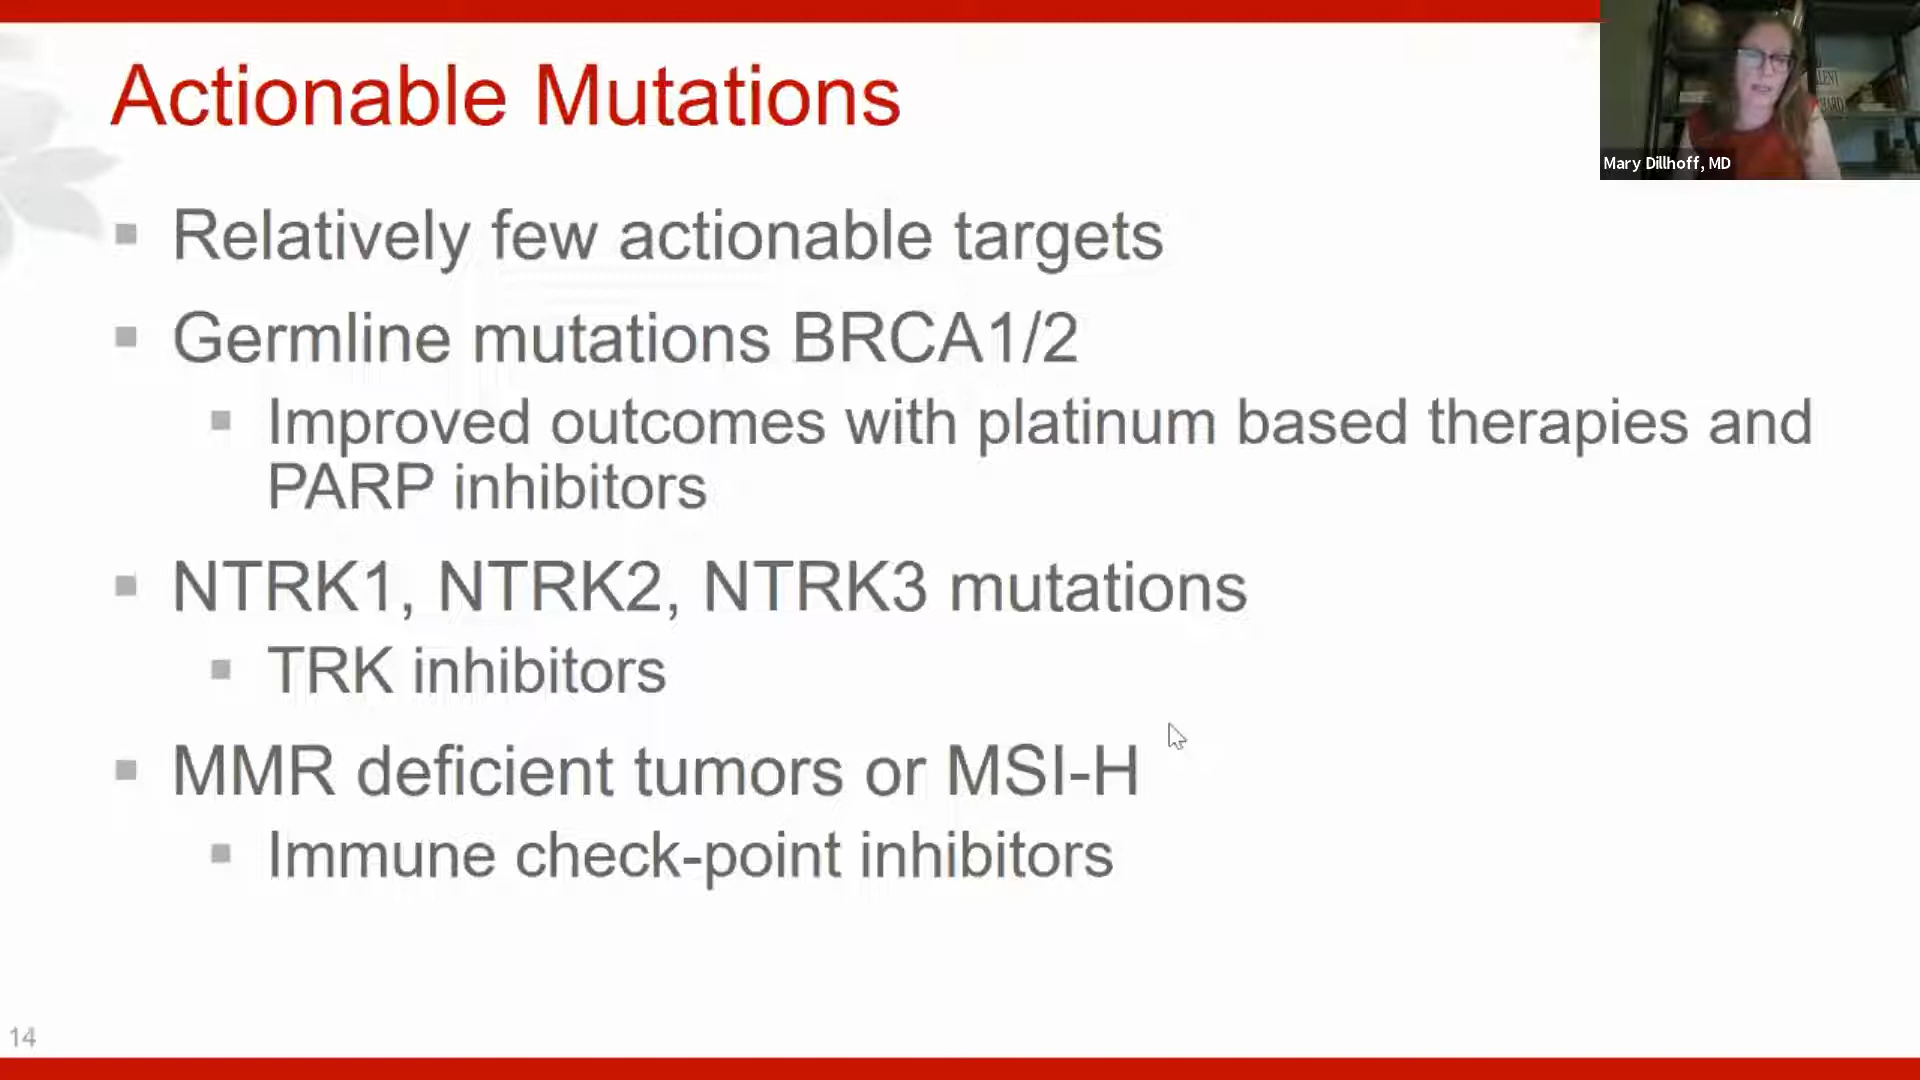 Actionable Mutations
Relatively few actionable targets
Germline mutations BRCA1/2
Improved outcomes with platinum based therapies and
PARP inhibitors
NTRK1, NTRK2, NTRK3 mutations
TRK inhibitors
MMR deficient tumors or MSI-H
Immune check-point inhibitors
14
Mary Dillhoff, MD